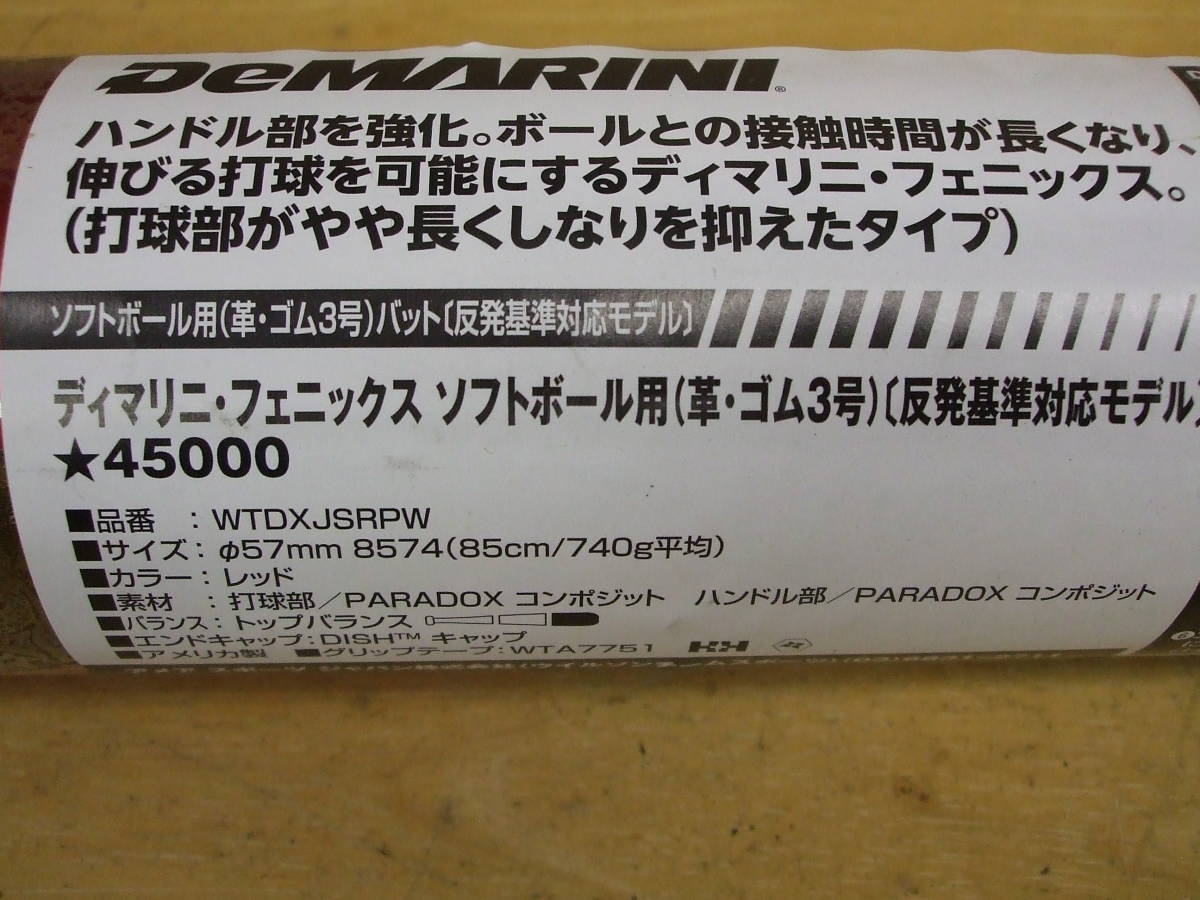 DeMARINI®
ハンドル部を強化。ボールとの接触時間が長くなり、
伸びる打球を可能にするディマリニ・フェニックス。
(打球部がやや長くしなりを抑えたタイプ)
ソフトボール用(革・ゴム3号)バット〔反発基準対応モデル〕
ディマリニ・フェニックス ソフトボール用(革・ゴム3号)〔反発基準対応モデル〕
★45000
■品番 : WTDXJSRPW
■サイズ : φ57mm 8574(85cm/740g平均)
■カラー : レッド
■素材 : 打球部/PARADOX コンポジット ハンドル部/PARADOX コンポジット
■バランス : トップバランス
■エンドキャップ : DISH™ キャップ
■アメリカ製 ■グリップテープ : WTA7751